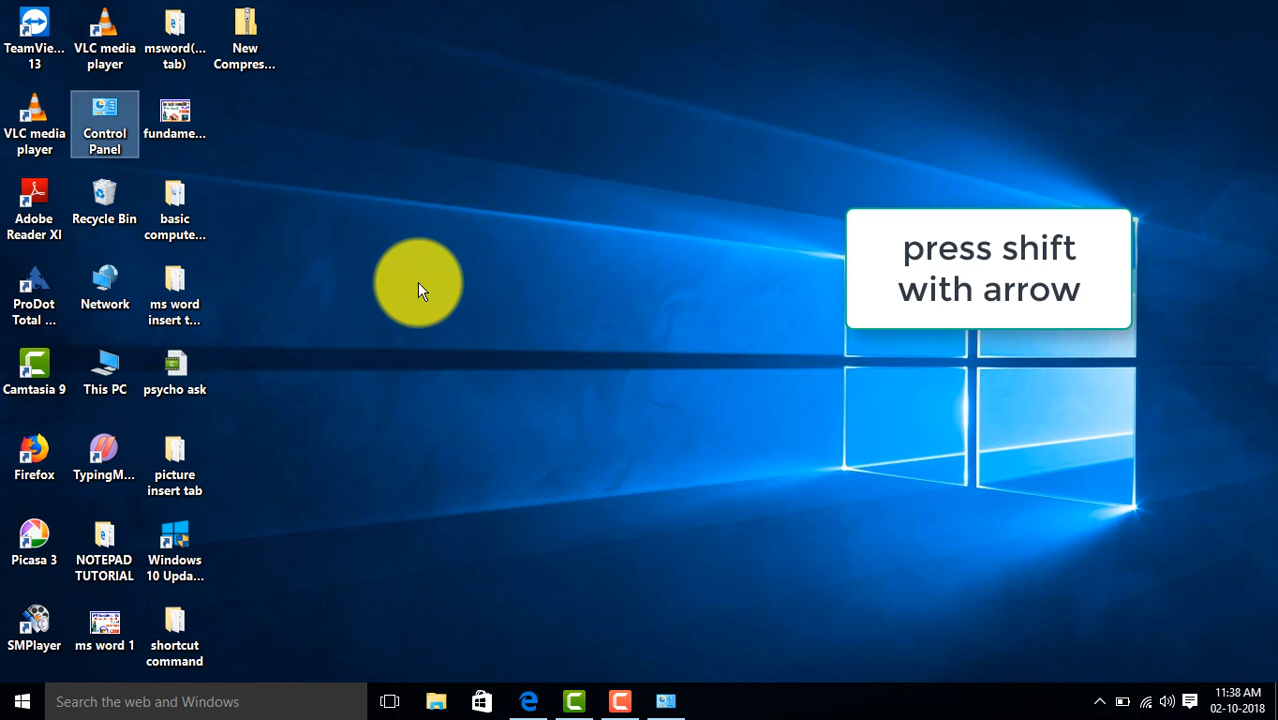 TeamVie...
13
VLC media
player
msword(...
tab)
New
Compres...
VLC media
player
Control
Panel
fundame...
Adobe
Reader XI
Recycle Bin
basic
compute...
ProDot
Total ...
Network
ms word
insert t...
Camtasia 9
This PC
psycho ask
Firefox
TypingM...
picture
insert tab
Picasa 3
NOTEPAD
TUTORIAL
Windows
10 Upda...
SMPlayer
ms word 1
shortcut
command
press shift
with arrow
Search the web and Windows
11:38 AM
02-10-2018